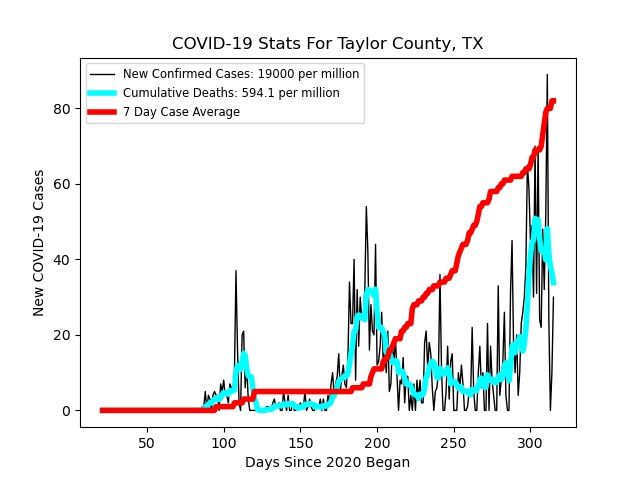 COVID-19 Stats For Taylor County, TX
New Confirmed Cases: 19000 per million
Cumulative Deaths: 594.1 per million
7 Day Case Average
New COVID-19 Cases
80
60
40
20
0
50 100 150 200 250 300
Days Since 2020 Began